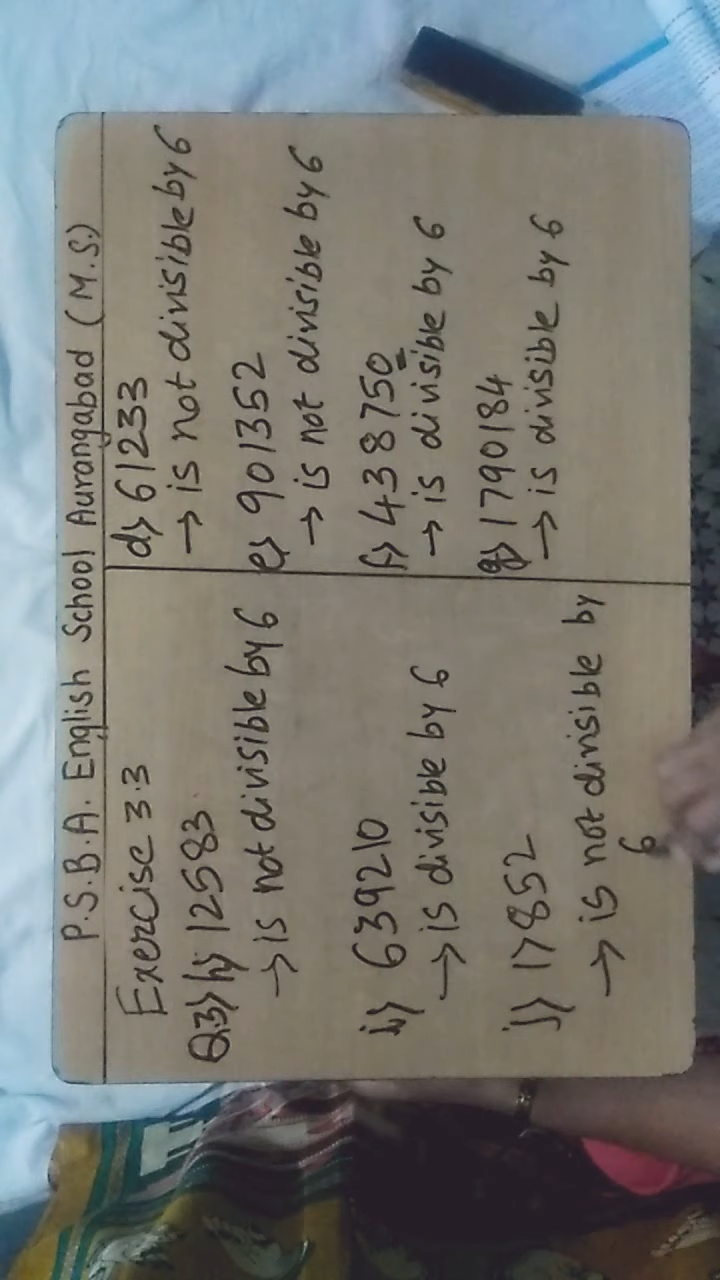 P.S.B.A. English School Aurangabad (M.S.)
Exercise 3.3
Q.3) h) 12583
→ is not divisible by 6
i) 639210
→ is divisible by 6
j) 17852
→ is not divisible by
6
d) 61233
→ is not divisible by 6
e) 901352
→ is not divisible by 6
f) 438750
→ is divisible by 6
g) 1790184
→ is divisible by 6